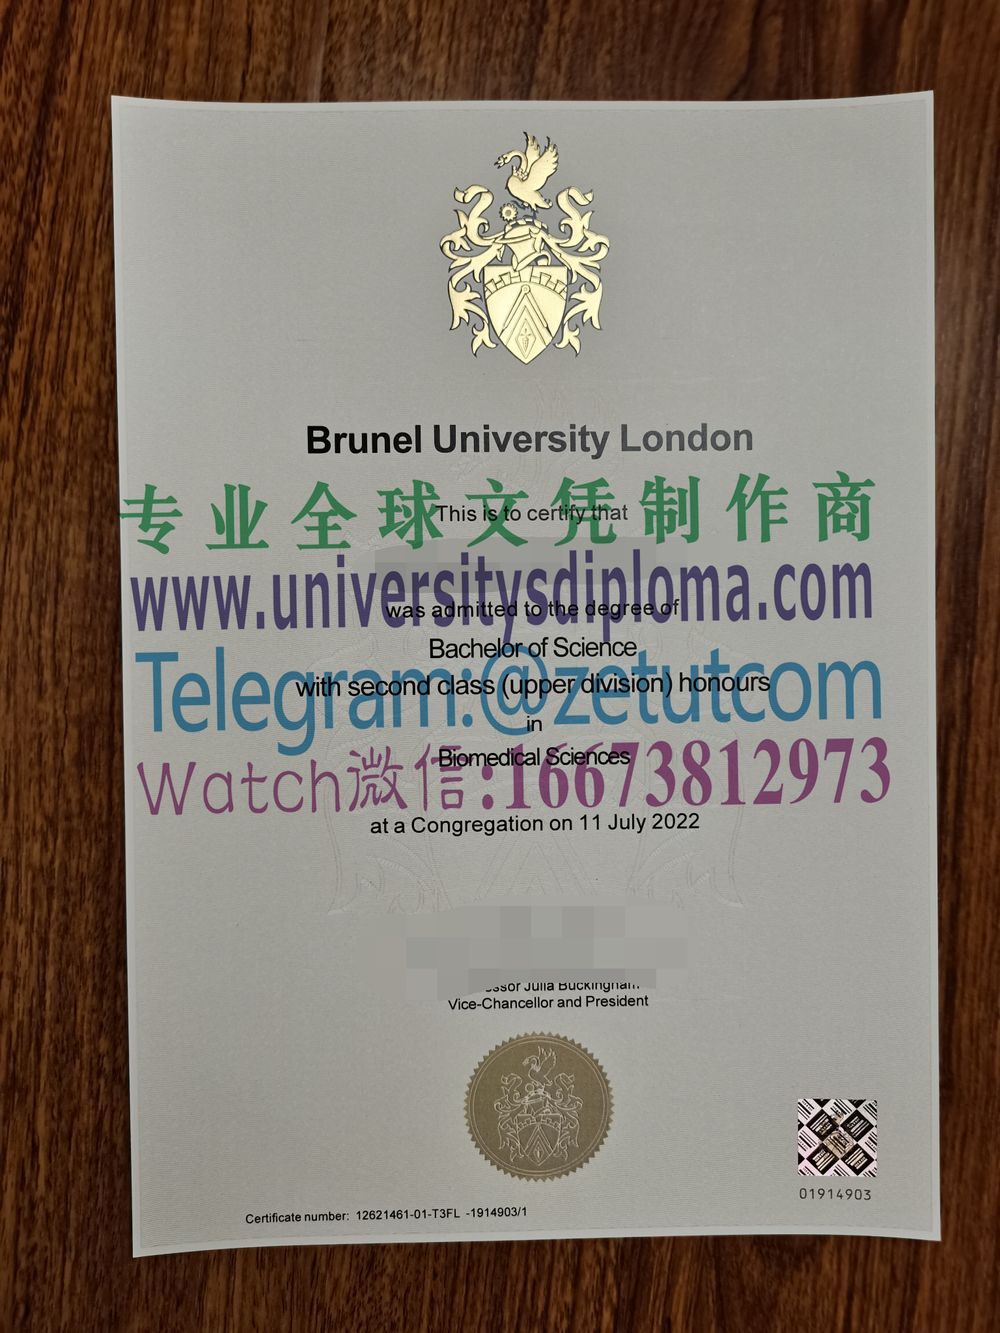 Brunel University London
This is to certify that
专业全球文凭制作商
www.universitysdiploma.com
was admitted to the degree of
Bachelor of Science
Telegram:@zetutcom
with second class (upper division) honours
in
Biomedical Sciences
Watch微信:16673812973
at a Congregation on 11 July 2022
Julia Buckingham
Vice-Chancellor and President
01914903
Certificate number: 12621461-01-T3FL -1914903/1